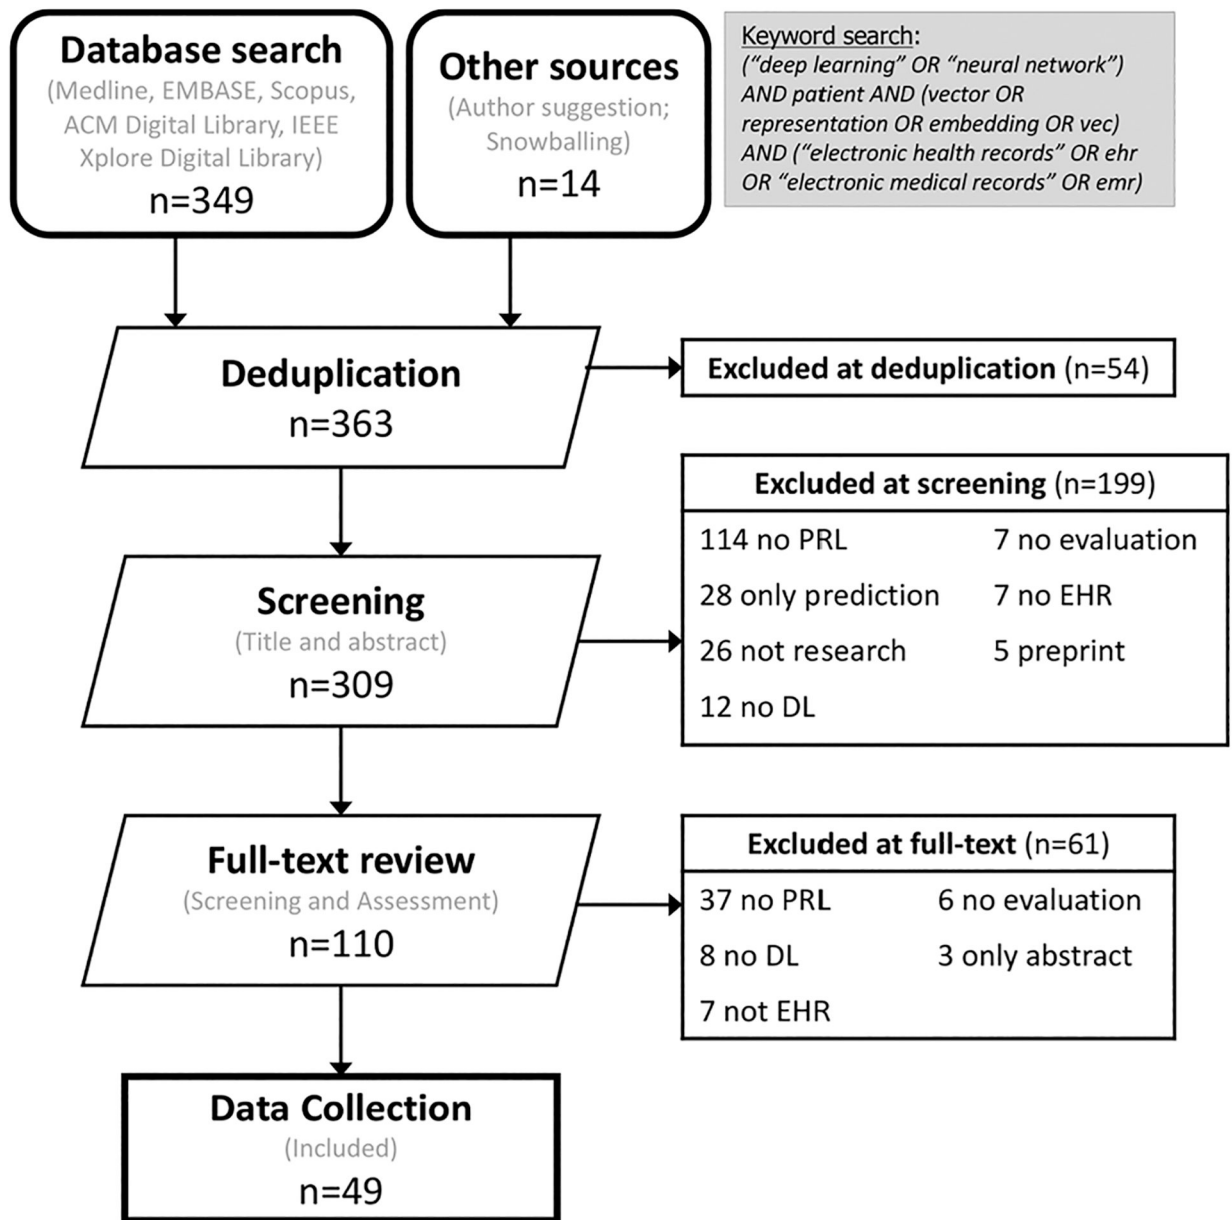 Database search
(Medline, EMBASE, Scopus,
ACM Digital Library, IEEE
Xplore Digital Library)
n=349
Other sources
(Author suggestion;
Snowballing)
n=14
Keyword search:
("deep learning" OR "neural network")
AND patient AND (vector OR
representation OR embedding OR vec)
AND ("electronic health records" OR ehr
OR "electronic medical records" OR emr)
Deduplication
n=363
Excluded at deduplication (n=54)
Screening
(Title and abstract)
n=309
Excluded at screening (n=199)
114 no PRL
28 only prediction
26 not research
12 no DL
7 no evaluation
7 no EHR
5 preprint
Full-text review
(Screening and Assessment)
n=110
Excluded at full-text (n=61)
37 no PRL
8 no DL
7 not EHR
6 no evaluation
3 only abstract
Data Collection
(Included)
n=49